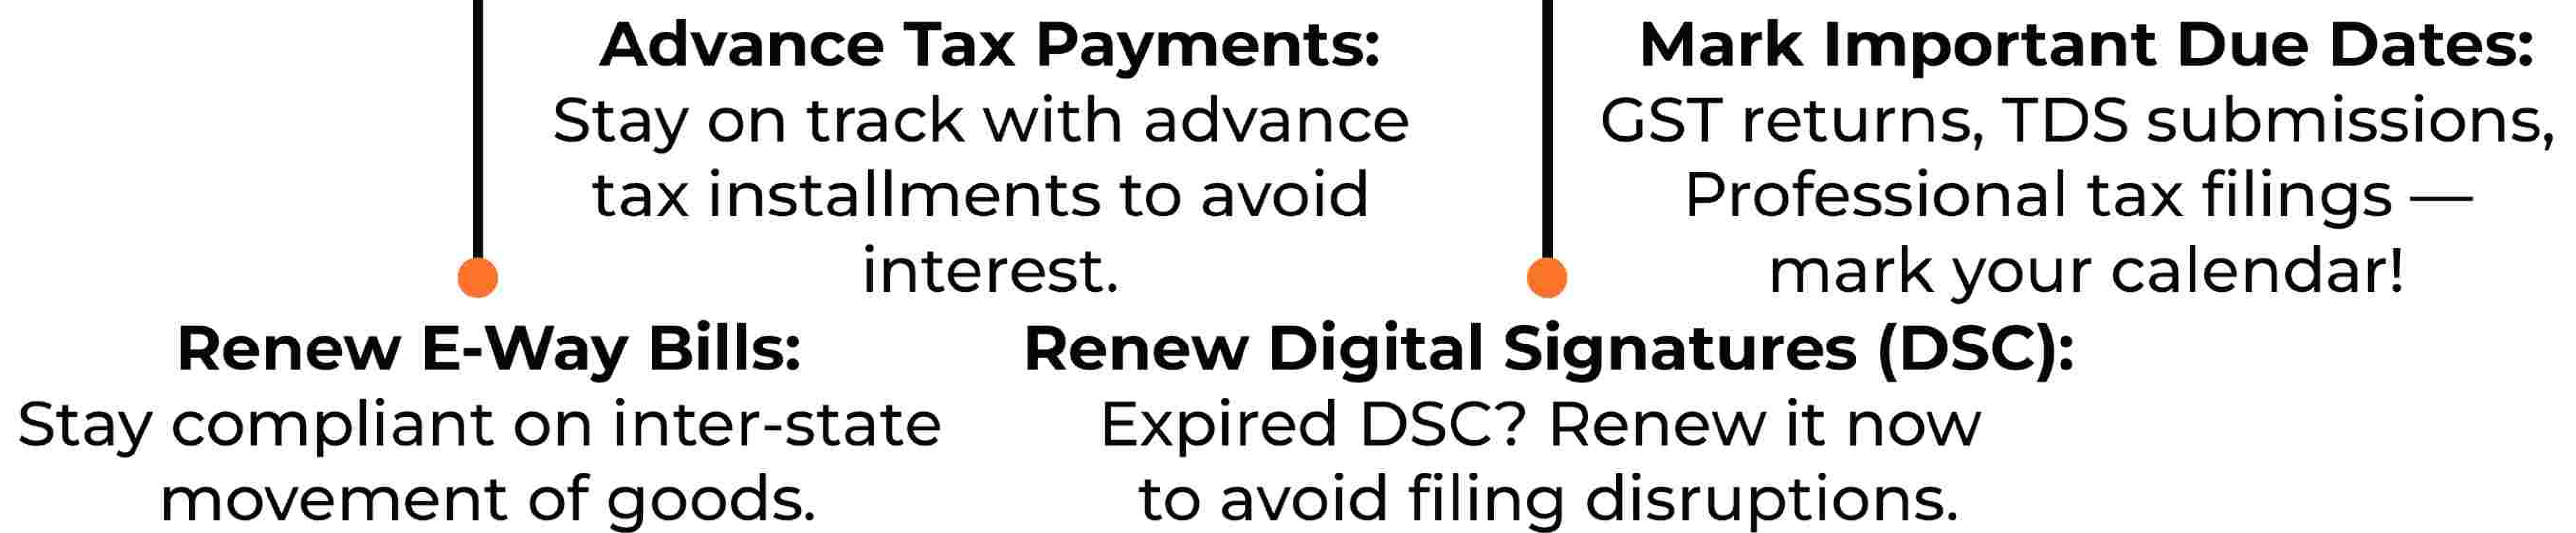 Advance Tax Payments:
Stay on track with advance
tax installments to avoid
interest.
Mark Important Due Dates:
GST returns, TDS submissions,
Professional tax filings —
mark your calendar!
Renew E-Way Bills:
Stay compliant on inter-state
movement of goods.
Renew Digital Signatures (DSC):
Expired DSC? Renew it now
to avoid filing disruptions.